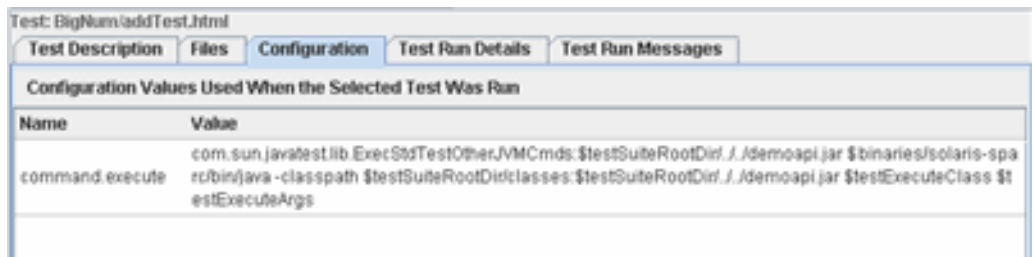 Test: BigNum/addTest.html
Test Description Files Configuration Test Run Details Test Run Messages
Configuration Values Used When the Selected Test Was Run
Name Value
com.sun.javatest.lib.ExecStdTestOtherJVMCmds:$testSuiteRootDir/../../demoapi.jar $binaries/solaris-spa
command.execute rc/bin/java -classpath $testSuiteRootDir/classes:$testSuiteRootDir/../../demoapi.jar $testExecuteClass $t
estExecuteArgs